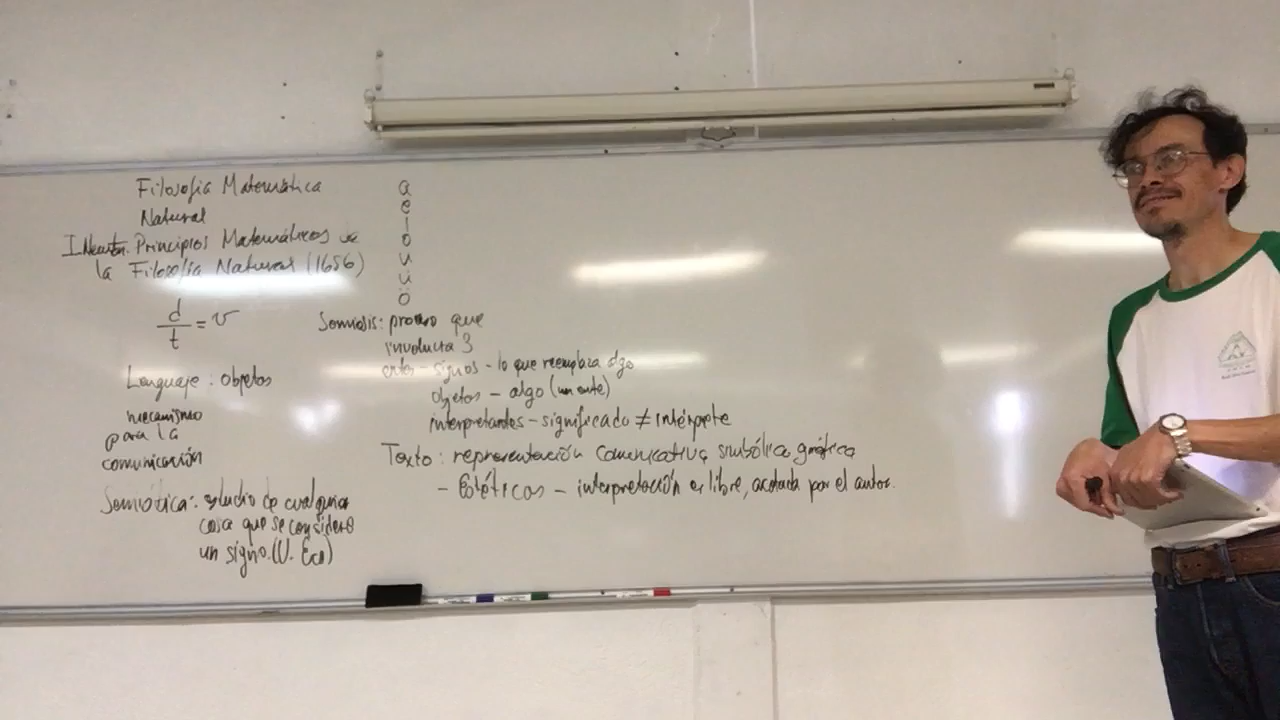 Filosofía Matemática
Natural
I. Newton. Principios Matemáticos de
la Filosofía Natural (1656)
d
t
= v
Lenguaje : objetos
mecanismo
para la
comunicación
Semiótica: estudio de cualquier
cosa que se considere
un signo. (U. Eco)
a
e
i
o
u
ü
ö
Semiosis: proceso que
involucra 3
entes - signos - lo que reemplaza algo
objetos - algo (un ente)
interpretantes - significado ≠ intérprete
Texto : representación comunicativa simbólica gráfica
- Estéticos - interpretación es libre, acotada por el autor.